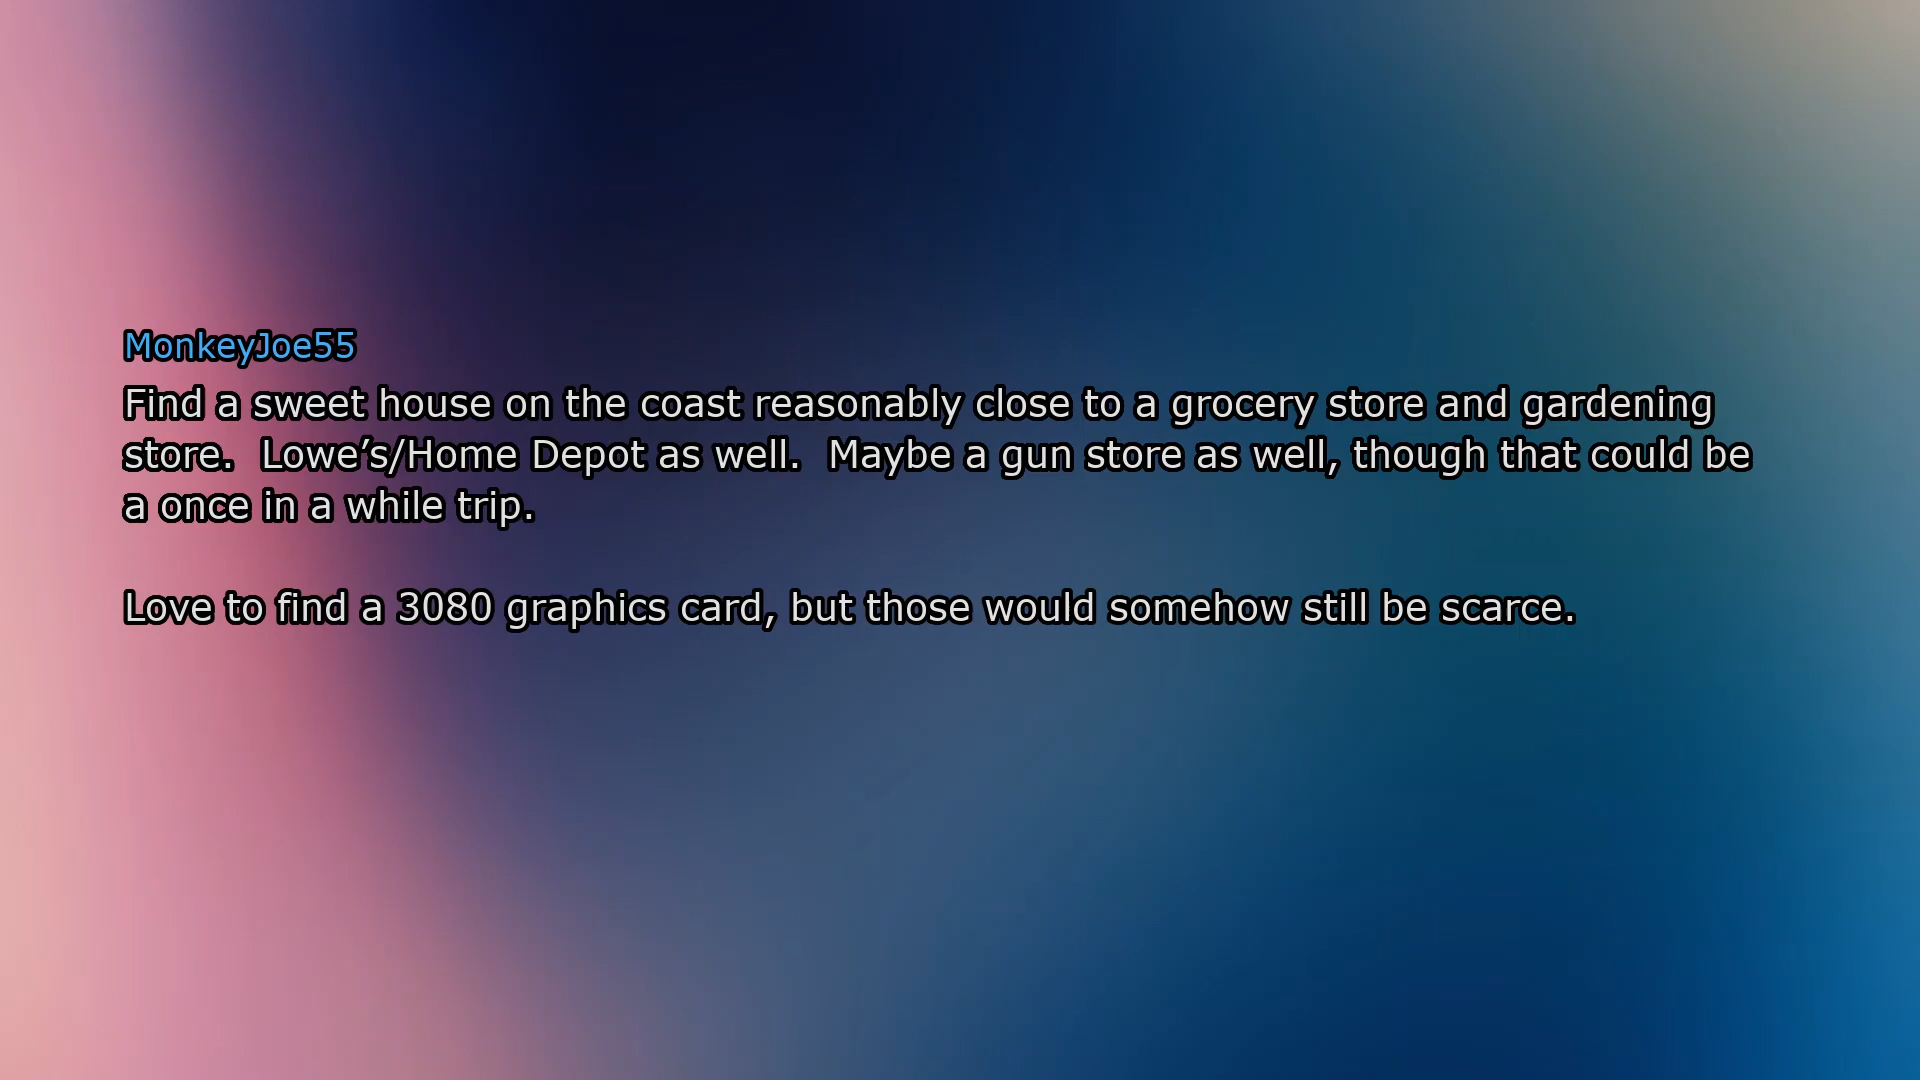 MonkeyJoe55
Find a sweet house on the coast reasonably close to a grocery store and gardening
store.  Lowe’s/Home Depot as well.  Maybe a gun store as well, though that could be
a once in a while trip.
Love to find a 3080 graphics card, but those would somehow still be scarce.